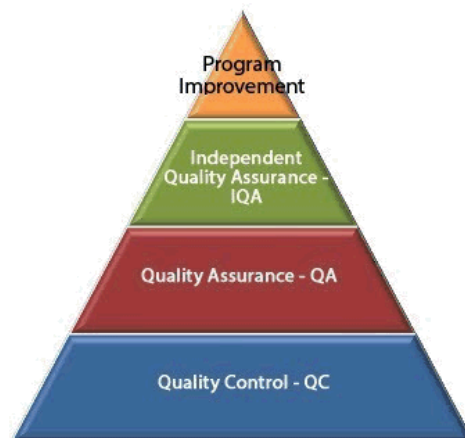 Program
Improvement
Independent
Quality Assurance -
IQA
Quality Assurance - QA
Quality Control - QC